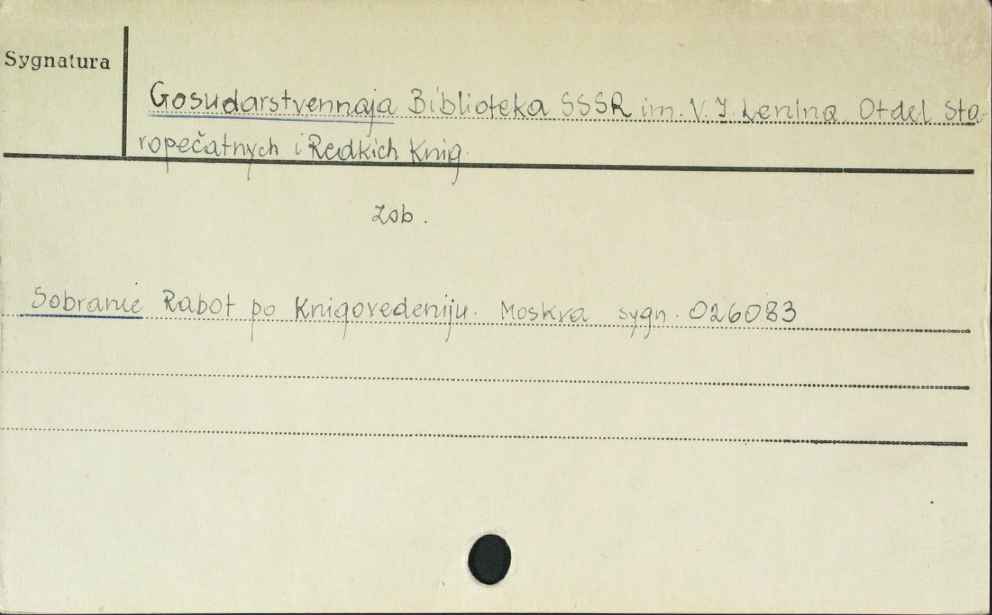 Sygnatura
Gosudarstvennaja Biblioteka SSSR im. V. I. Lenina Otdel Sta-
ropečatnych i Redkich Knig.
Zob.
Sobranie Rabot po Knigovedeniju. Moskva sygn. 026083